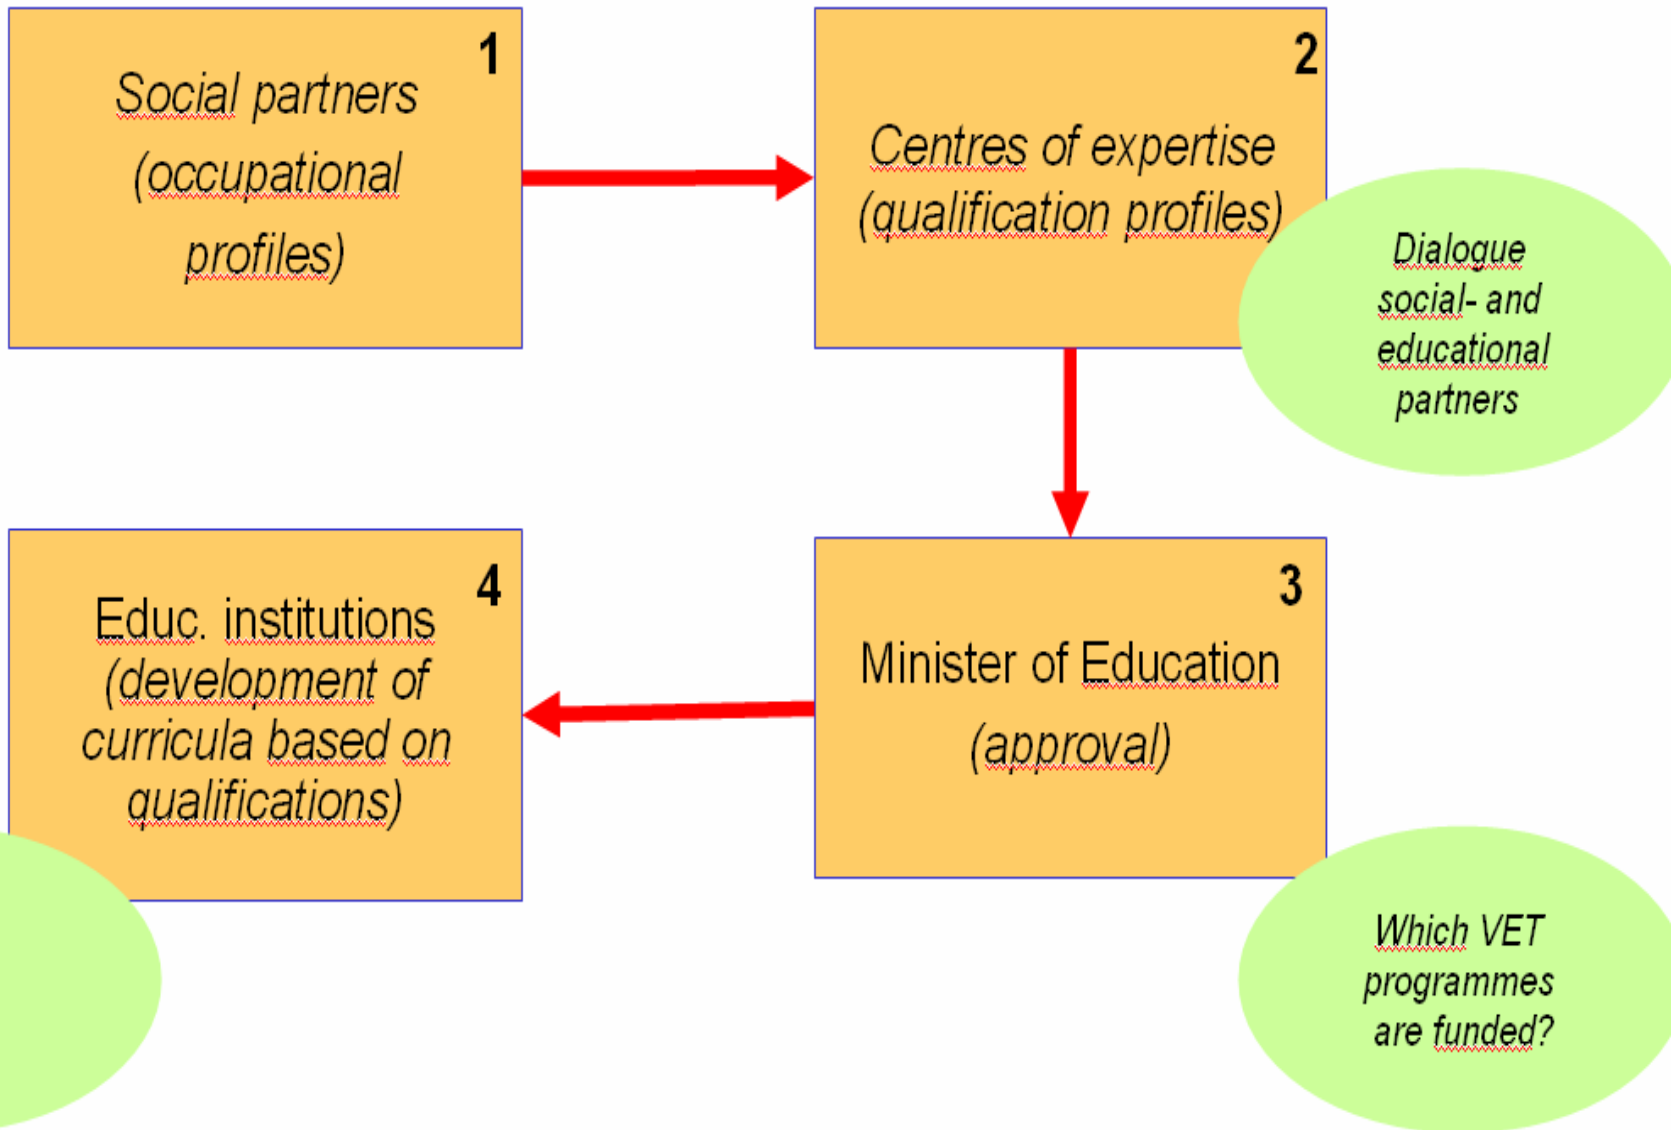 1
Social partners
(occupational
profiles)
2
Centres of expertise
(qualification profiles)
Dialogue
social- and
educational
partners
3
Minister of Education
(approval)
Which VET
programmes
are funded?
4
Educ. institutions
(development of
curricula based on
qualifications)